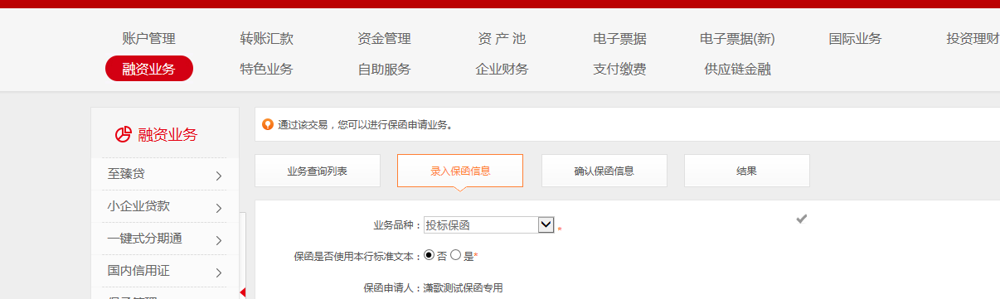 账户管理 转账汇款 资金管理 资 产 池 电子票据 电子票据(新) 国际业务 投资理财
融资业务 特色业务 自助服务 企业财务 支付缴费 供应链金融
融资业务
至臻贷
小企业贷款
一键式分期通
国内信用证
通过该交易，您可以进行保函申请业务。
业务查询列表 录入保函信息 确认保函信息 结果
业务品种：投标保函 *
保函是否使用本行标准文本：否 是*
保函申请人：潇歌测试保函专用